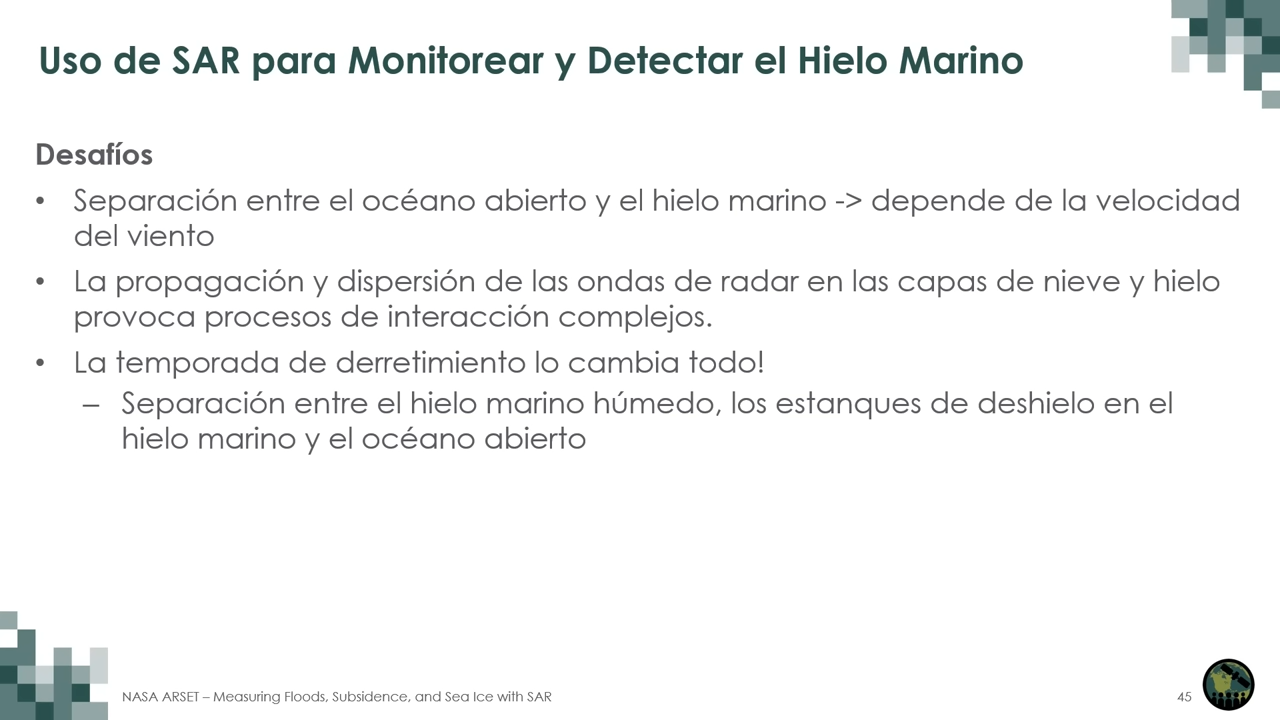 Uso de SAR para Monitorear y Detectar el Hielo Marino
Desafíos
• Separación entre el océano abierto y el hielo marino -> depende de la velocidad
del viento
• La propagación y dispersión de las ondas de radar en las capas de nieve y hielo
provoca procesos de interacción complejos.
• La temporada de derretimiento lo cambia todo!
– Separación entre el hielo marino húmedo, los estanques de deshielo en el
hielo marino y el océano abierto
NASA ARSET – Measuring Floods, Subsidence, and Sea Ice with SAR
45